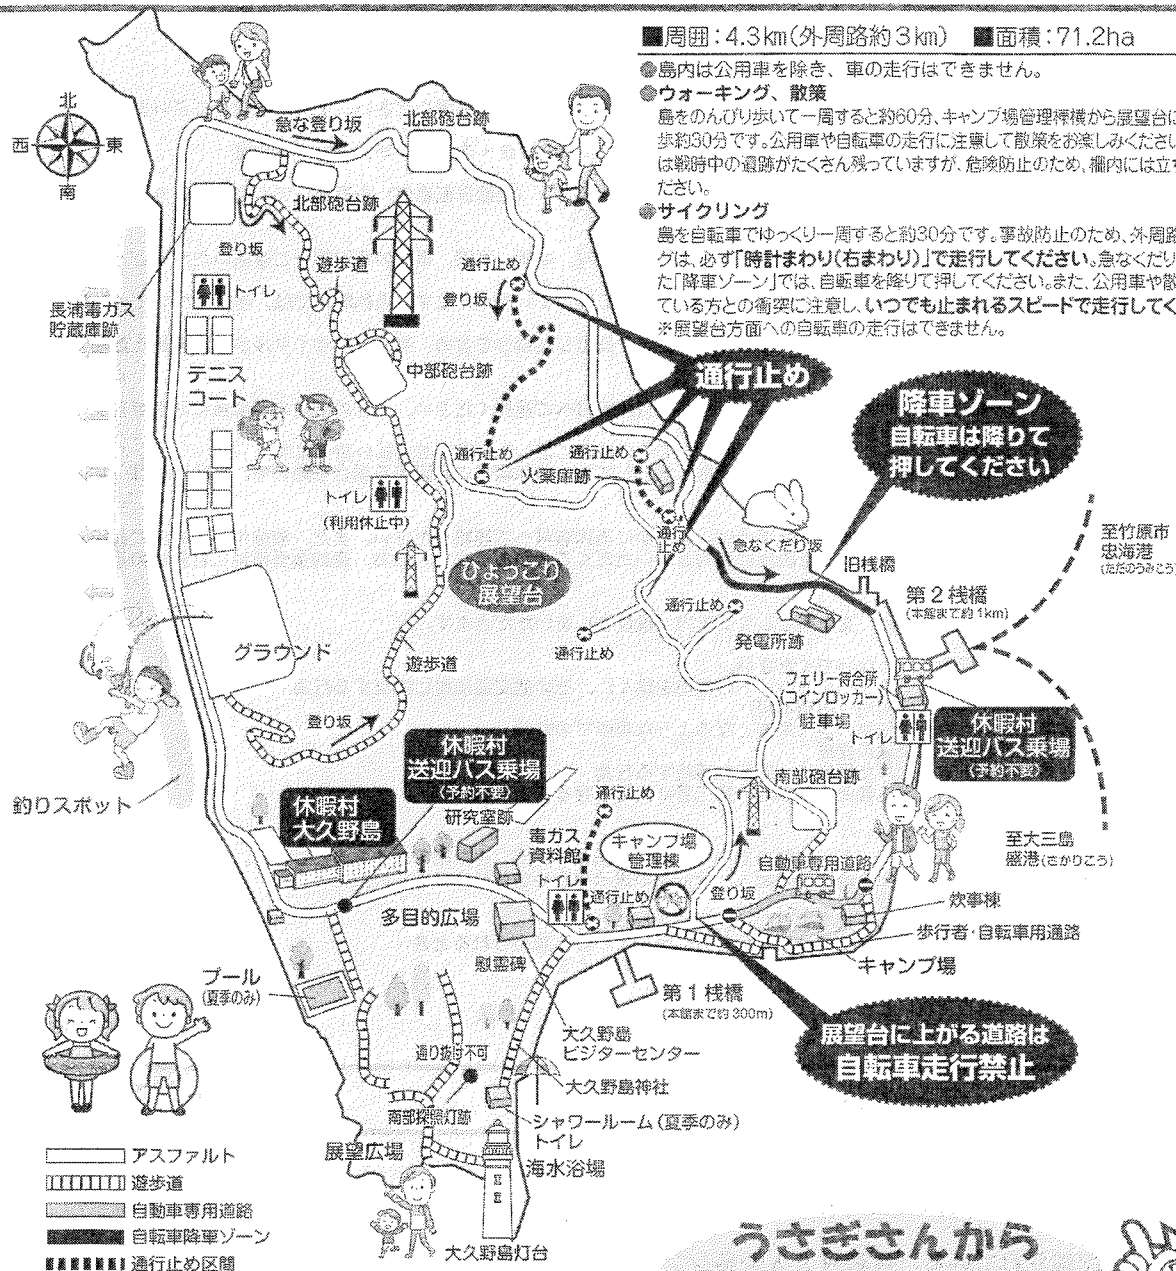 ■周囲:4.3km(外周路約3km) ■面積:71.2ha
●島内は公用車を除き、車の走行はできません。
●ウォーキング、散策
島をのんびり歩いて一周すると約60分、キャンプ場管理棟横から展望台に
歩約30分です。公用車や自転車の走行に注意して散策をお楽しみくださ
は戦時中の遺跡がたくさん残っていますが、危険防止のため、柵内には立
ださい。
●サイクリング
島を自転車でゆっくり一周すると約30分です。事故防止のため、外周路
グは、必ず「時計まわり(右まわり)」で走行してください。急なくだり
た「降車ゾーン」では、自転車を降りて押してください。また、公用車や散
ている方との衝突に注意し、いつでも止まれるスピードで走行してく
※展望台方面への自転車の走行はできません。
北
西
東
南
急な登り坂
北部砲台跡
北部砲台跡
登り坂
遊歩道
トイレ
長浦毒ガス
貯蔵庫跡
通行止め
登り坂
テニス
コート
中部砲台跡
通行止め
降車ゾーン
自転車は降りて
押してください
通行止め
通行止め
火薬庫跡
トイレ
(利用休止中)
通行
止め
急なくだり坂
旧桟橋
至竹原市
忠海港
(ただのうみこう)
ひょっこり
展望台
通行止め
発電所跡
第2桟橋
(本館まで約1km)
グラウンド
遊歩道
通行止め
フェリー待合所
(コインロッカー)
駐車場
トイレ
休暇村
送迎バス乗場
(予約不要)
登り坂
休暇村
送迎バス乗場
(予約不要)
南部砲台跡
釣りスポット
休暇村
大久野島
研究室跡
通行止め
毒ガス
資料館
キャンプ場
管理棟
自動車専用道路
至大三島
盛港(さかりこう)
トイレ
通行止め
登り坂
炊事棟
多目的広場
歩行者・自転車用通路
慰霊碑
キャンプ場
プール
(夏季のみ)
第1桟橋
(本館まで約300m)
展望台に上がる道路は
自転車走行禁止
大久野島
ビジターセンター
通り抜け不可
大久野島神社
南部探照灯跡
シャワールーム(夏季のみ)
トイレ
展望広場
海水浴場
大久野島灯台
アスファルト
遊歩道
自動車専用道路
自転車降車ゾーン
通行止め区間
うさぎさんから